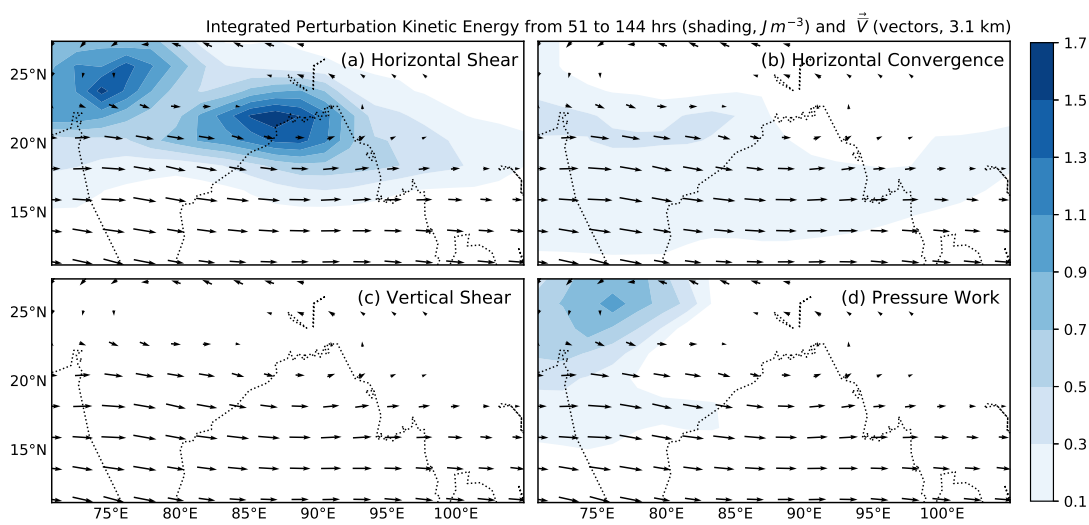 Integrated Perturbation Kinetic Energy from 51 to 144 hrs (shading, J m⁻³) and V⃗̅ (vectors, 3.1 km)
(a) Horizontal Shear
(b) Horizontal Convergence
25°N
20°N
15°N
(c) Vertical Shear
(d) Pressure Work
25°N
20°N
15°N
75°E 80°E 85°E 90°E 95°E 100°E
75°E 80°E 85°E 90°E 95°E 100°E
1.7
1.5
1.3
1.1
0.9
0.7
0.5
0.3
0.1